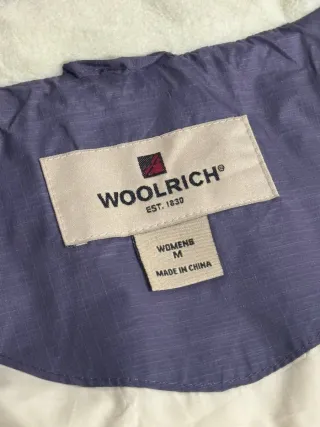 WOOLRICH®
EST. 1830
WOMENS
M
MADE IN CHINA